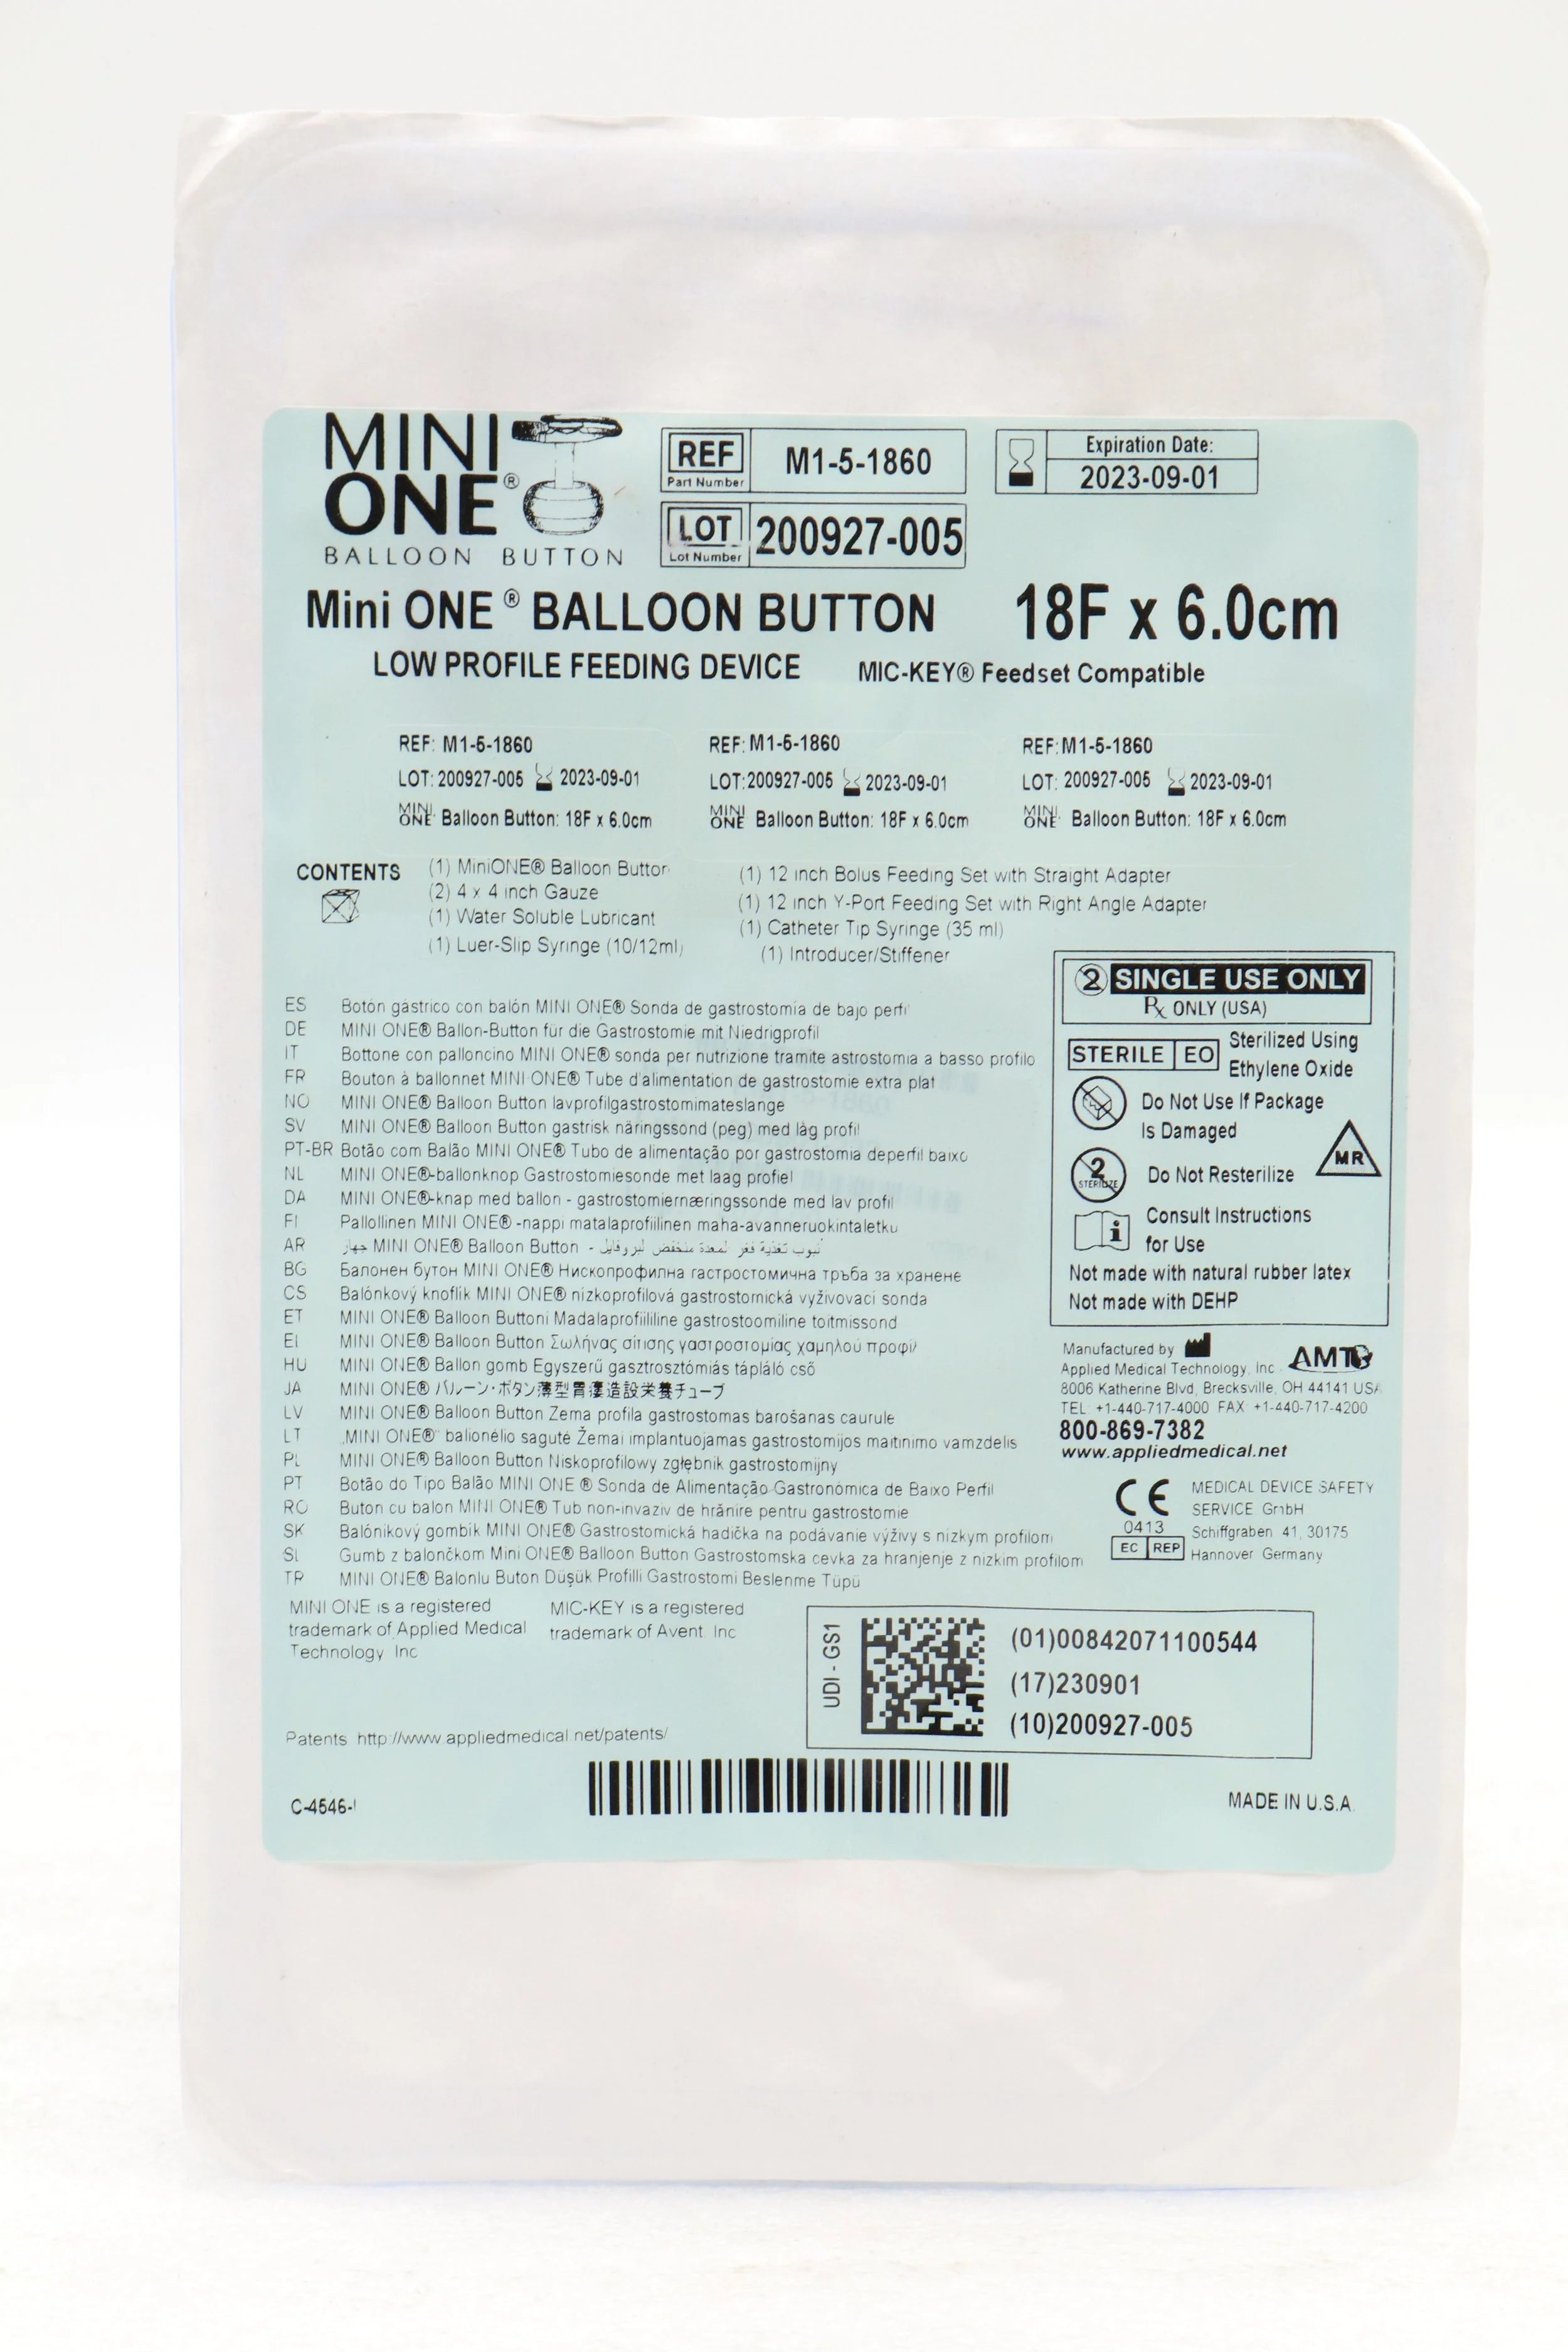 MINI
ONE®
BALLOON BUTTON
REF
Part Number
M1-5-1860
Expiration Date:
2023-09-01
LOT
Lot Number
200927-005
Mini ONE® BALLOON BUTTON 18F x 6.0cm
LOW PROFILE FEEDING DEVICE MIC-KEY® Feedset Compatible
REF: M1-5-1860
LOT: 200927-005 2023-09-01
MINI ONE Balloon Button: 18F x 6.0cm
REF: M1-5-1860
LOT: 200927-005 2023-09-01
MINI ONE Balloon Button: 18F x 6.0cm
REF: M1-5-1860
LOT: 200927-005 2023-09-01
MINI ONE Balloon Button: 18F x 6.0cm
CONTENTS
(1) MiniONE® Balloon Button
(2) 4 x 4 inch Gauze
(1) Water Soluble Lubricant
(1) Luer-Slip Syringe (10/12ml)
(1) 12 inch Bolus Feeding Set with Straight Adapter
(1) 12 inch Y-Port Feeding Set with Right Angle Adapter
(1) Catheter Tip Syringe (35 ml)
(1) Introducer/Stiffener
2 SINGLE USE ONLY
Rx ONLY (USA)
STERILE EO Sterilized Using
Ethylene Oxide
Do Not Use If Package
Is Damaged
MR
2
STERILIZE
Do Not Resterilize
i
Consult Instructions
for Use
Not made with natural rubber latex
Not made with DEHP
ES Botón gástrico con balón MINI ONE® Sonda de gastrostomia de bajo perfil
DE MINI ONE® Ballon-Button für die Gastrostomie mit Niedrigprofil
IT Bottone con palloncino MINI ONE® sonda per nutrizione tramite astrostomia a basso profilo
FR Bouton à ballonnet MINI ONE® Tube d'alimentation de gastrostomie extra plat
NO MINI ONE® Balloon Button lavprofilgastrostomimateslange
SV MINI ONE® Balloon Button gastrisk näringssond (peg) med låg profil
PT-BR Botão com Balão MINI ONE® Tubo de alimentação por gastrostomia deperfil baixo
NL MINI ONE®-ballonknop Gastrostomiesonde met laag profiel
DA MINI ONE®-knap med ballon - gastrostomiernæringssonde med lav profil
FI Pallollinen MINI ONE® -nappi matalaprofiilinen maha-avanneruokintaletku
AR جهاز MINI ONE® Balloon Button -
BG Балонен бутон MINI ONE® Нископрофилна гастростомична тръба за хранене
CS Balónkový knoflík MINI ONE® nízkoprofilová gastrostomická vyživovací sonda
ET MINI ONE® Balloon Buttoni Madalaprofiililine gastrostoomiline toitmissond
El MINI ONE® Balloon Button Σωλήνας σίτισης γαστροστομίας χαμηλού προφίλ
HU MINI ONE® Ballon gomb Egyszerű gasztrosztómiás tápláló cső
JA MINI ONE® バルーン・ボタン薄型胃瘻造設栄養チューブ
LV MINI ONE® Balloon Button Zema profila gastrostomas barošanas caurule
LT „MINI ONE®“ balionėlio sagutė Žemai implantuojamas gastrostomijos maitinimo vamzdelis
PL MINI ONE® Balloon Button Niskoprofilowy zgłębnik gastrostomijny
PT Botão do Tipo Balão MINI ONE ® Sonda de Alimentação Gastronómica de Baixo Perfil
RO Buton cu balon MINI ONE® Tub non-invaziv de hrănire pentru gastrostomie
SK Balónikový gombík MINI ONE® Gastrostomická hadička na podávanie výživy s nízkym profilom
SL Gumb z balončkom Mini ONE® Balloon Button Gastrostomska cevka za hranjenje z nizkim profilom
TR MINI ONE® Balonlu Buton Düşük Profilli Gastrostomi Beslenme Tüpü
Manufactured by
AMT
Applied Medical Technology, Inc.
8006 Katherine Blvd, Brecksville, OH 44141 USA
TEL +1-440-717-4000 FAX +1-440-717-4200
800-869-7382
www.appliedmedical.net
CE
0413
EC REP
MEDICAL DEVICE SAFETY
SERVICE GmbH
Schiffgraben 41, 30175
Hannover Germany
MINI ONE is a registered
trademark of Applied Medical
Technology Inc
MIC-KEY is a registered
trademark of Avent Inc
UDI - GS1
(01)00842071100544
(17)230901
(10)200927-005
Patents http://www.appliedmedical.net/patents/
C-4546-
MADE IN U.S.A.